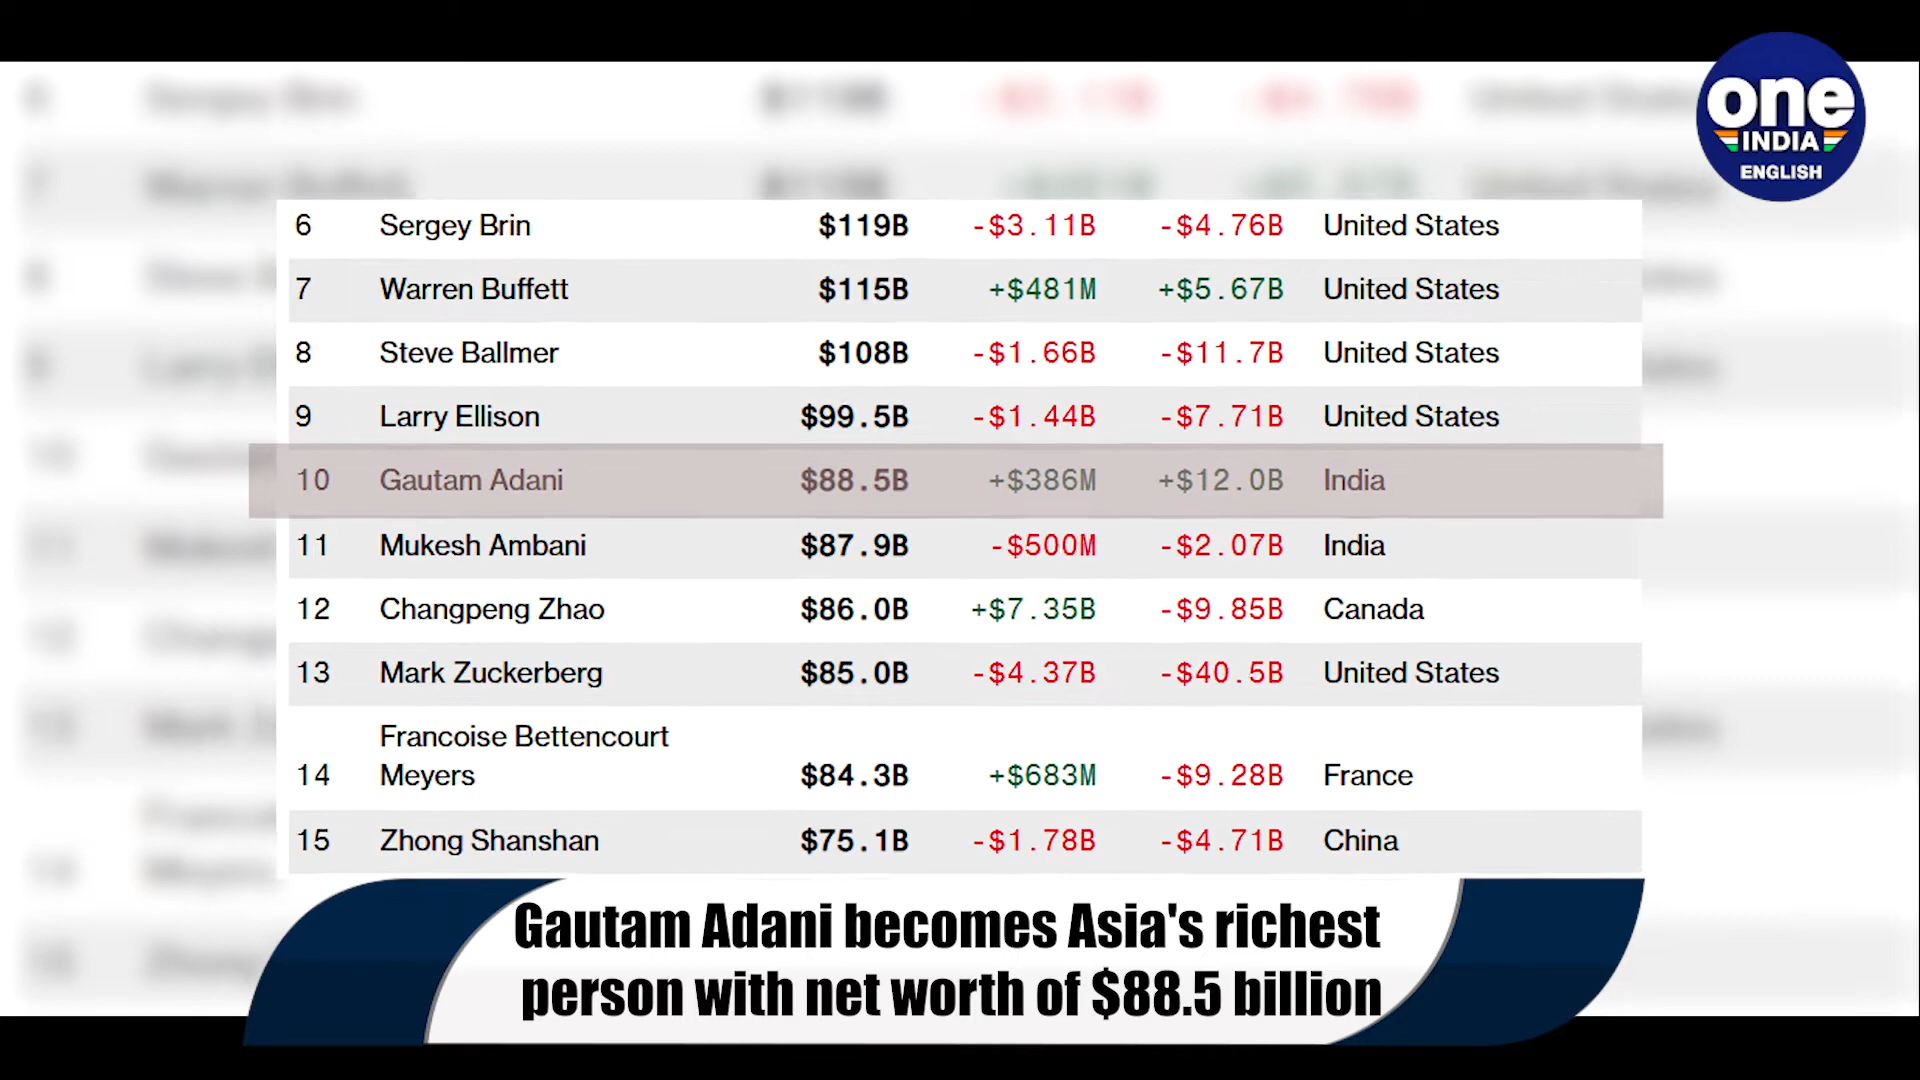 one
INDIA
ENGLISH
6 Sergey Brin $119B -$3.11B -$4.76B United States
7 Warren Buffett $115B +$481M +$5.67B United States
8 Steve Ballmer $108B -$1.66B -$11.7B United States
9 Larry Ellison $99.5B -$1.44B -$7.71B United States
10 Gautam Adani $88.5B +$386M +$12.0B India
11 Mukesh Ambani $87.9B -$500M -$2.07B India
12 Changpeng Zhao $86.0B +$7.35B -$9.85B Canada
13 Mark Zuckerberg $85.0B -$4.37B -$40.5B United States
Francoise Bettencourt
14 Meyers $84.3B +$683M -$9.28B France
15 Zhong Shanshan $75.1B -$1.78B -$4.71B China
Gautam Adani becomes Asia's richest
person with net worth of $88.5 billion